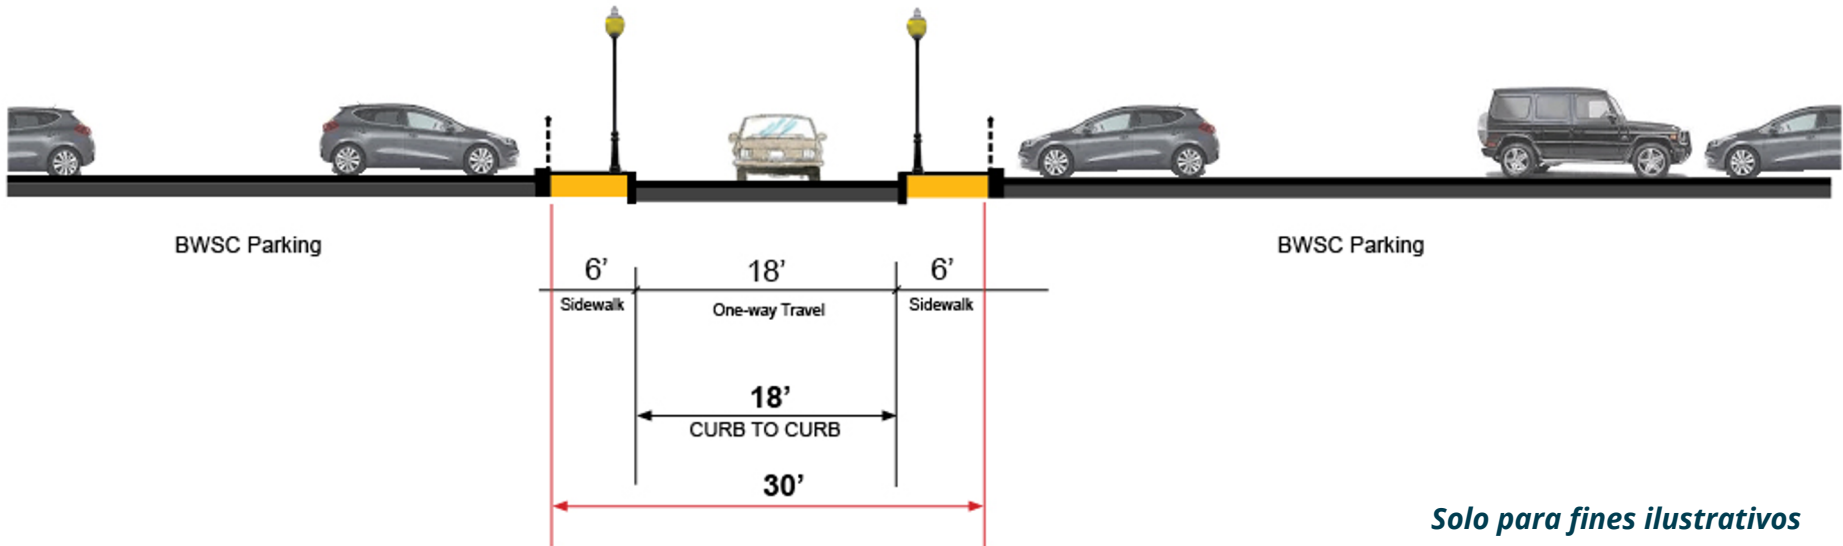 BWSC Parking
BWSC Parking
6’
18’
6’
Sidewalk
One-way Travel
Sidewalk
18’
CURB TO CURB
30’
Solo para fines ilustrativos